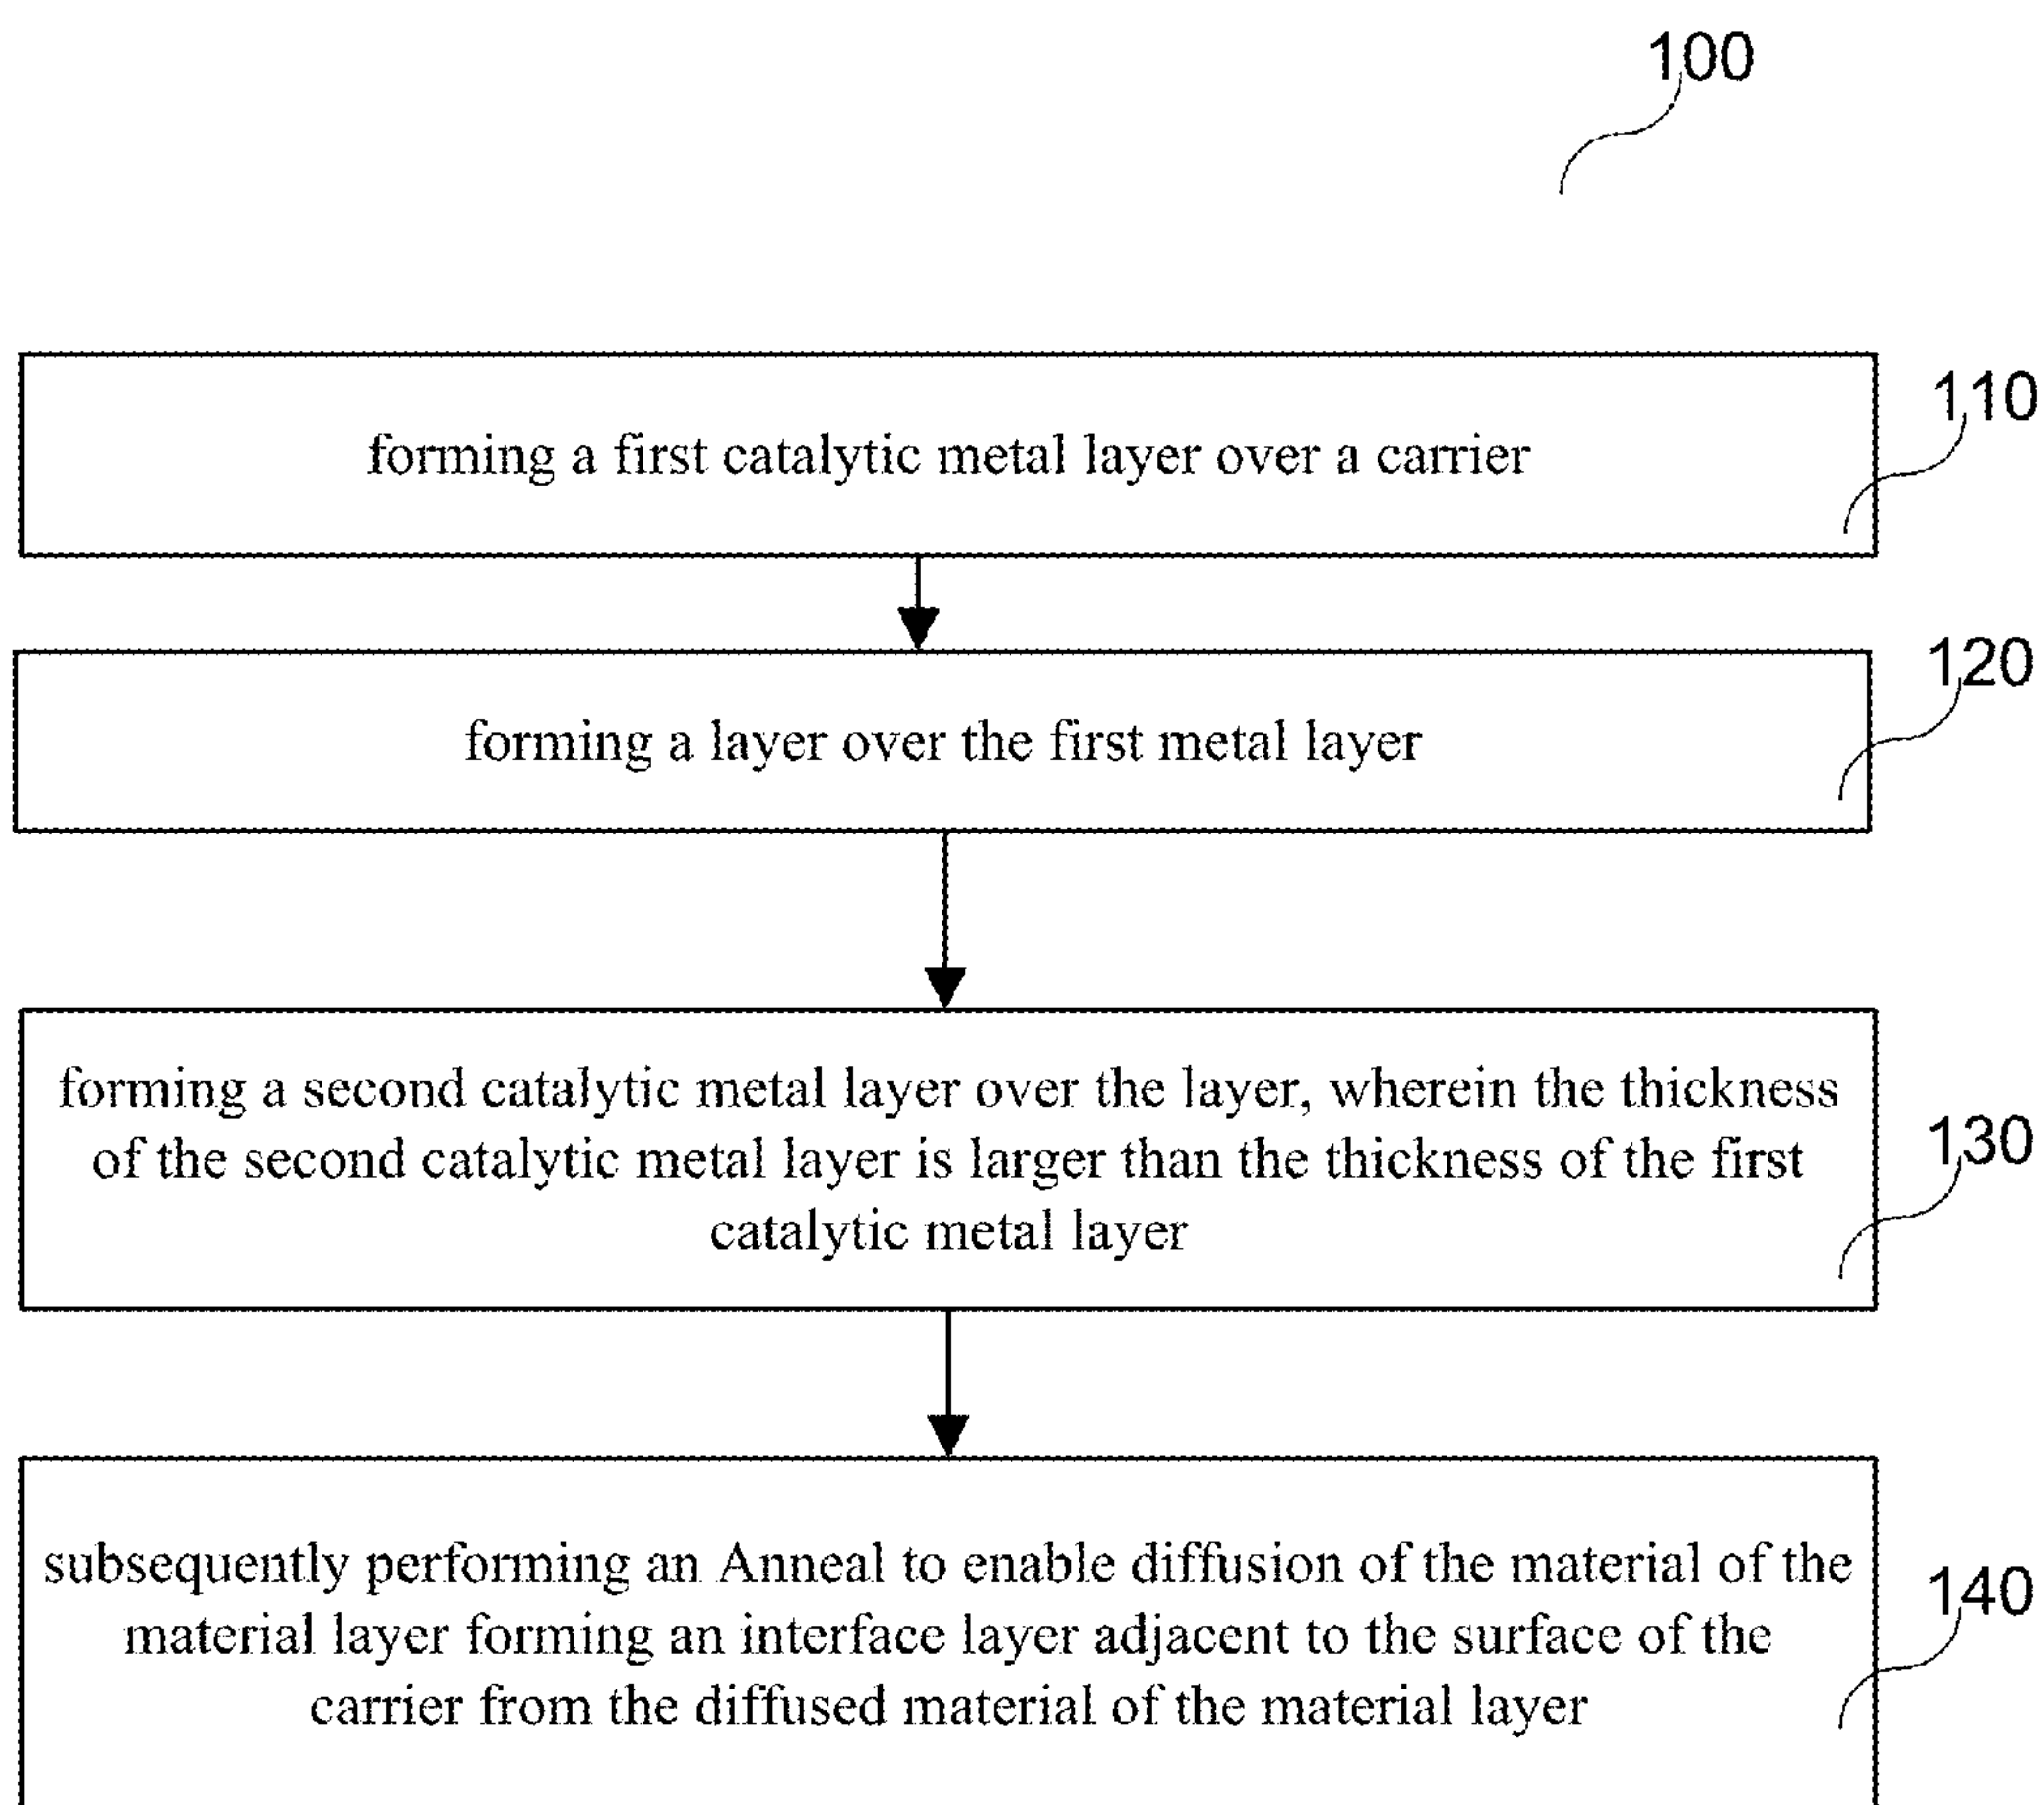 100
forming a first catalytic metal layer over a carrier
110
forming a layer over the first metal layer
120
forming a second catalytic metal layer over the layer, wherein the thickness
of the second catalytic metal layer is larger than the thickness of the first
catalytic metal layer
130
subsequently performing an Anneal to enable diffusion of the material of the
material layer forming an interface layer adjacent to the surface of the
carrier from the diffused material of the material layer
140